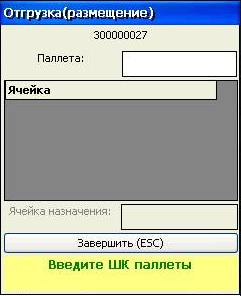 Отгрузка(размещение)
300000027
Паллета:
Ячейка
Ячейка назначения:
Завершить (ESC)
Введите ШК паллеты